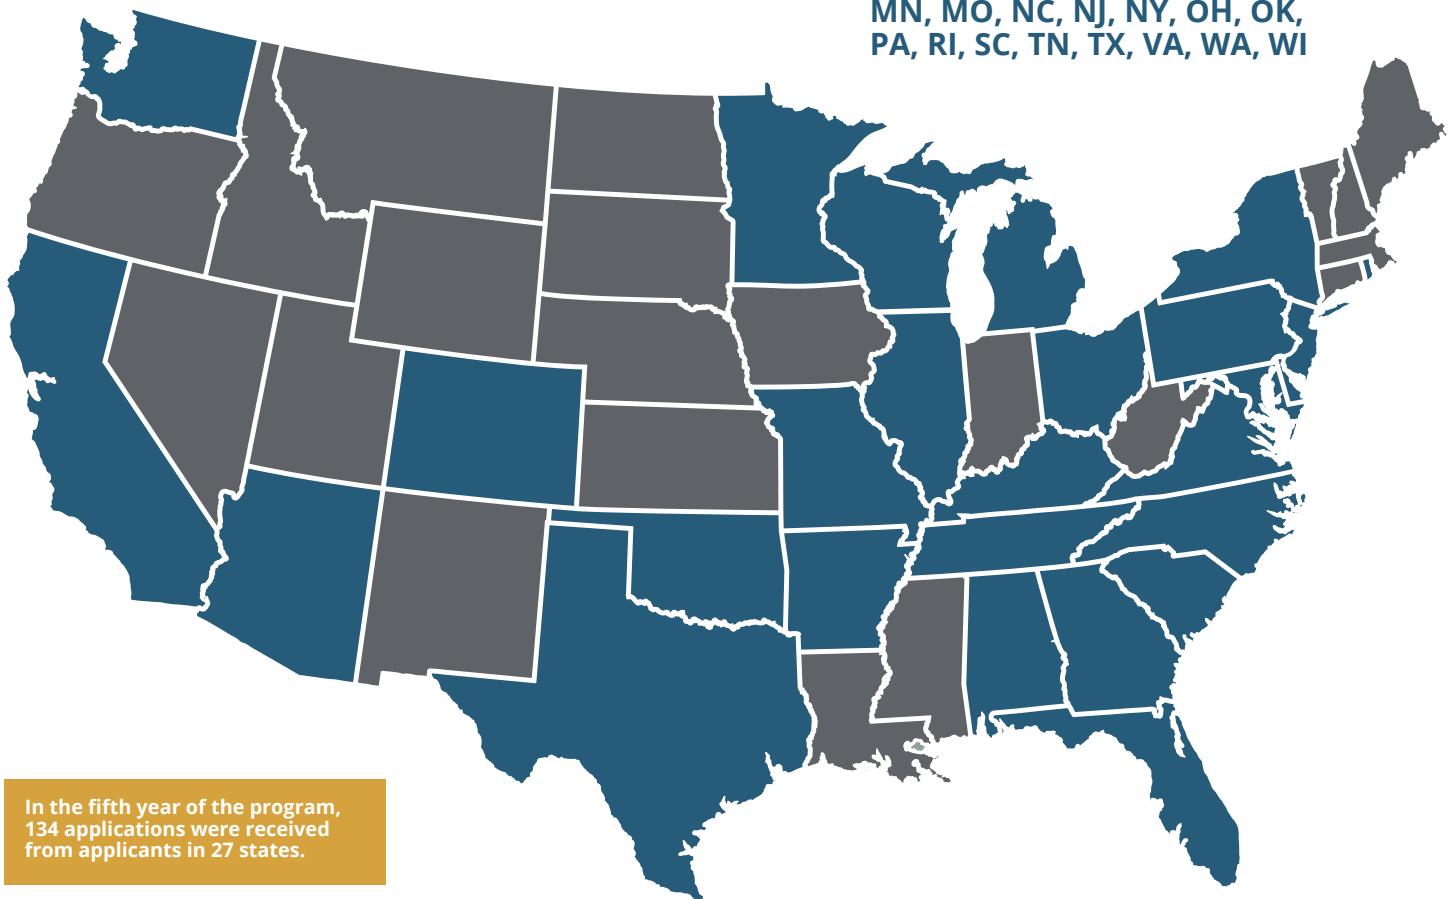 MN, MO, NC, NJ, NY, OH, OK,
PA, RI, SC, TN, TX, VA, WA, WI
In the fifth year of the program,
134 applications were received
from applicants in 27 states.